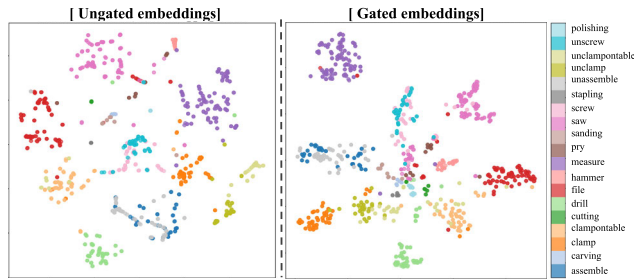 [ Ungated embeddings]
[ Gated embeddings]
polishing
unscrew
unclampontable
unclamp
unassemble
stapling
screw
saw
sanding
pry
measure
hammer
file
drill
cutting
clampontable
clamp
carving
assemble